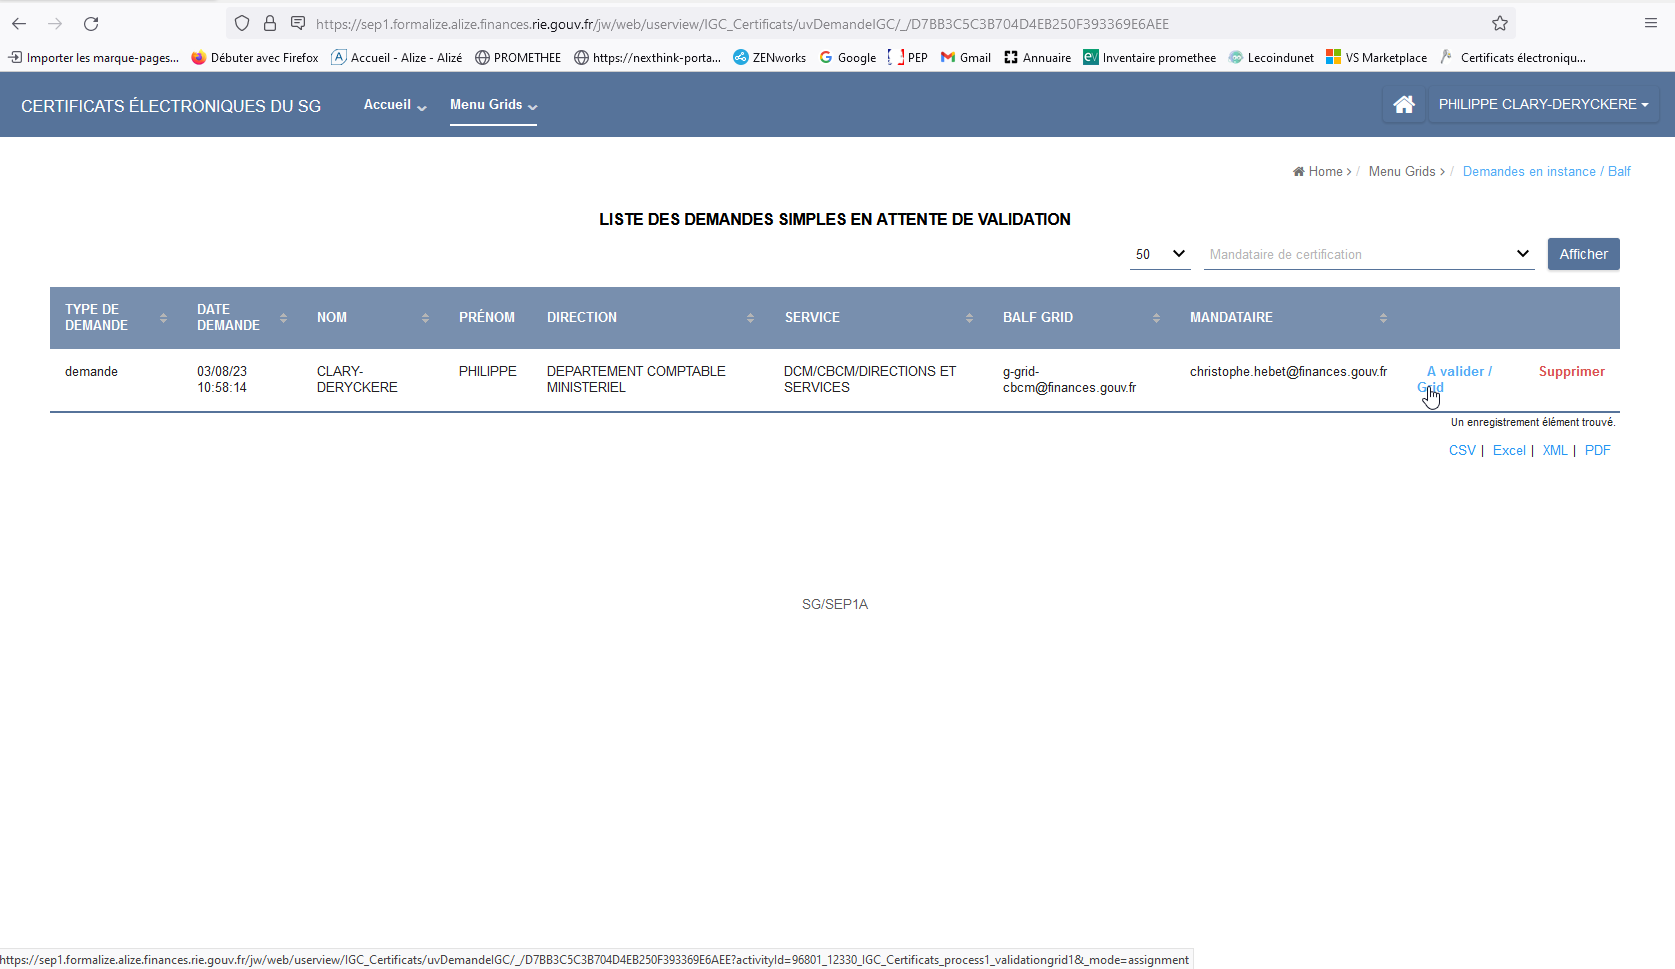 https://sep1.formalize.alize.finances.rie.gouv.fr/jw/web/userview/IGC_Certificats/uvDemandeIGC/_/D7BB3C5C3B704D4EB250F393369E6AEE
Importer les marque-pages... Débuter avec Firefox Accueil - Alize - Alizé PROMETHEE https://nexthink-porta... ZENworks Google PEP Gmail Annuaire Inventaire promethee Lecoindunet VS Marketplace Certificats électroniqu...
CERTIFICATS ÉLECTRONIQUES DU SG Accueil Menu Grids PHILIPPE CLARY-DERYCKERE
Home > / Menu Grids > / Demandes en instance / Balf
LISTE DES DEMANDES SIMPLES EN ATTENTE DE VALIDATION
50 Mandataire de certification Afficher
TYPE DE DEMANDE DATE DEMANDE NOM PRÉNOM DIRECTION SERVICE BALF GRID MANDATAIRE
demande 03/08/23 CLARY- PHILIPPE DEPARTEMENT COMPTABLE DCM/CBCM/DIRECTIONS ET g-grid- christophe.hebet@finances.gouv.fr A valider / Supprimer
10:58:14 DERYCKERE MINISTERIEL SERVICES cbcm@finances.gouv.fr Grid
Un enregistrement élément trouvé.
CSV | Excel | XML | PDF
SG/SEP1A
https://sep1.formalize.alize.finances.rie.gouv.fr/jw/web/userview/IGC_Certificats/uvDemandeIGC/_/D7BB3C5C3B704D4EB250F393369E6AEE?activityId=96801_12330_IGC_Certificats_process1_validationgrid1&_mode=assignment